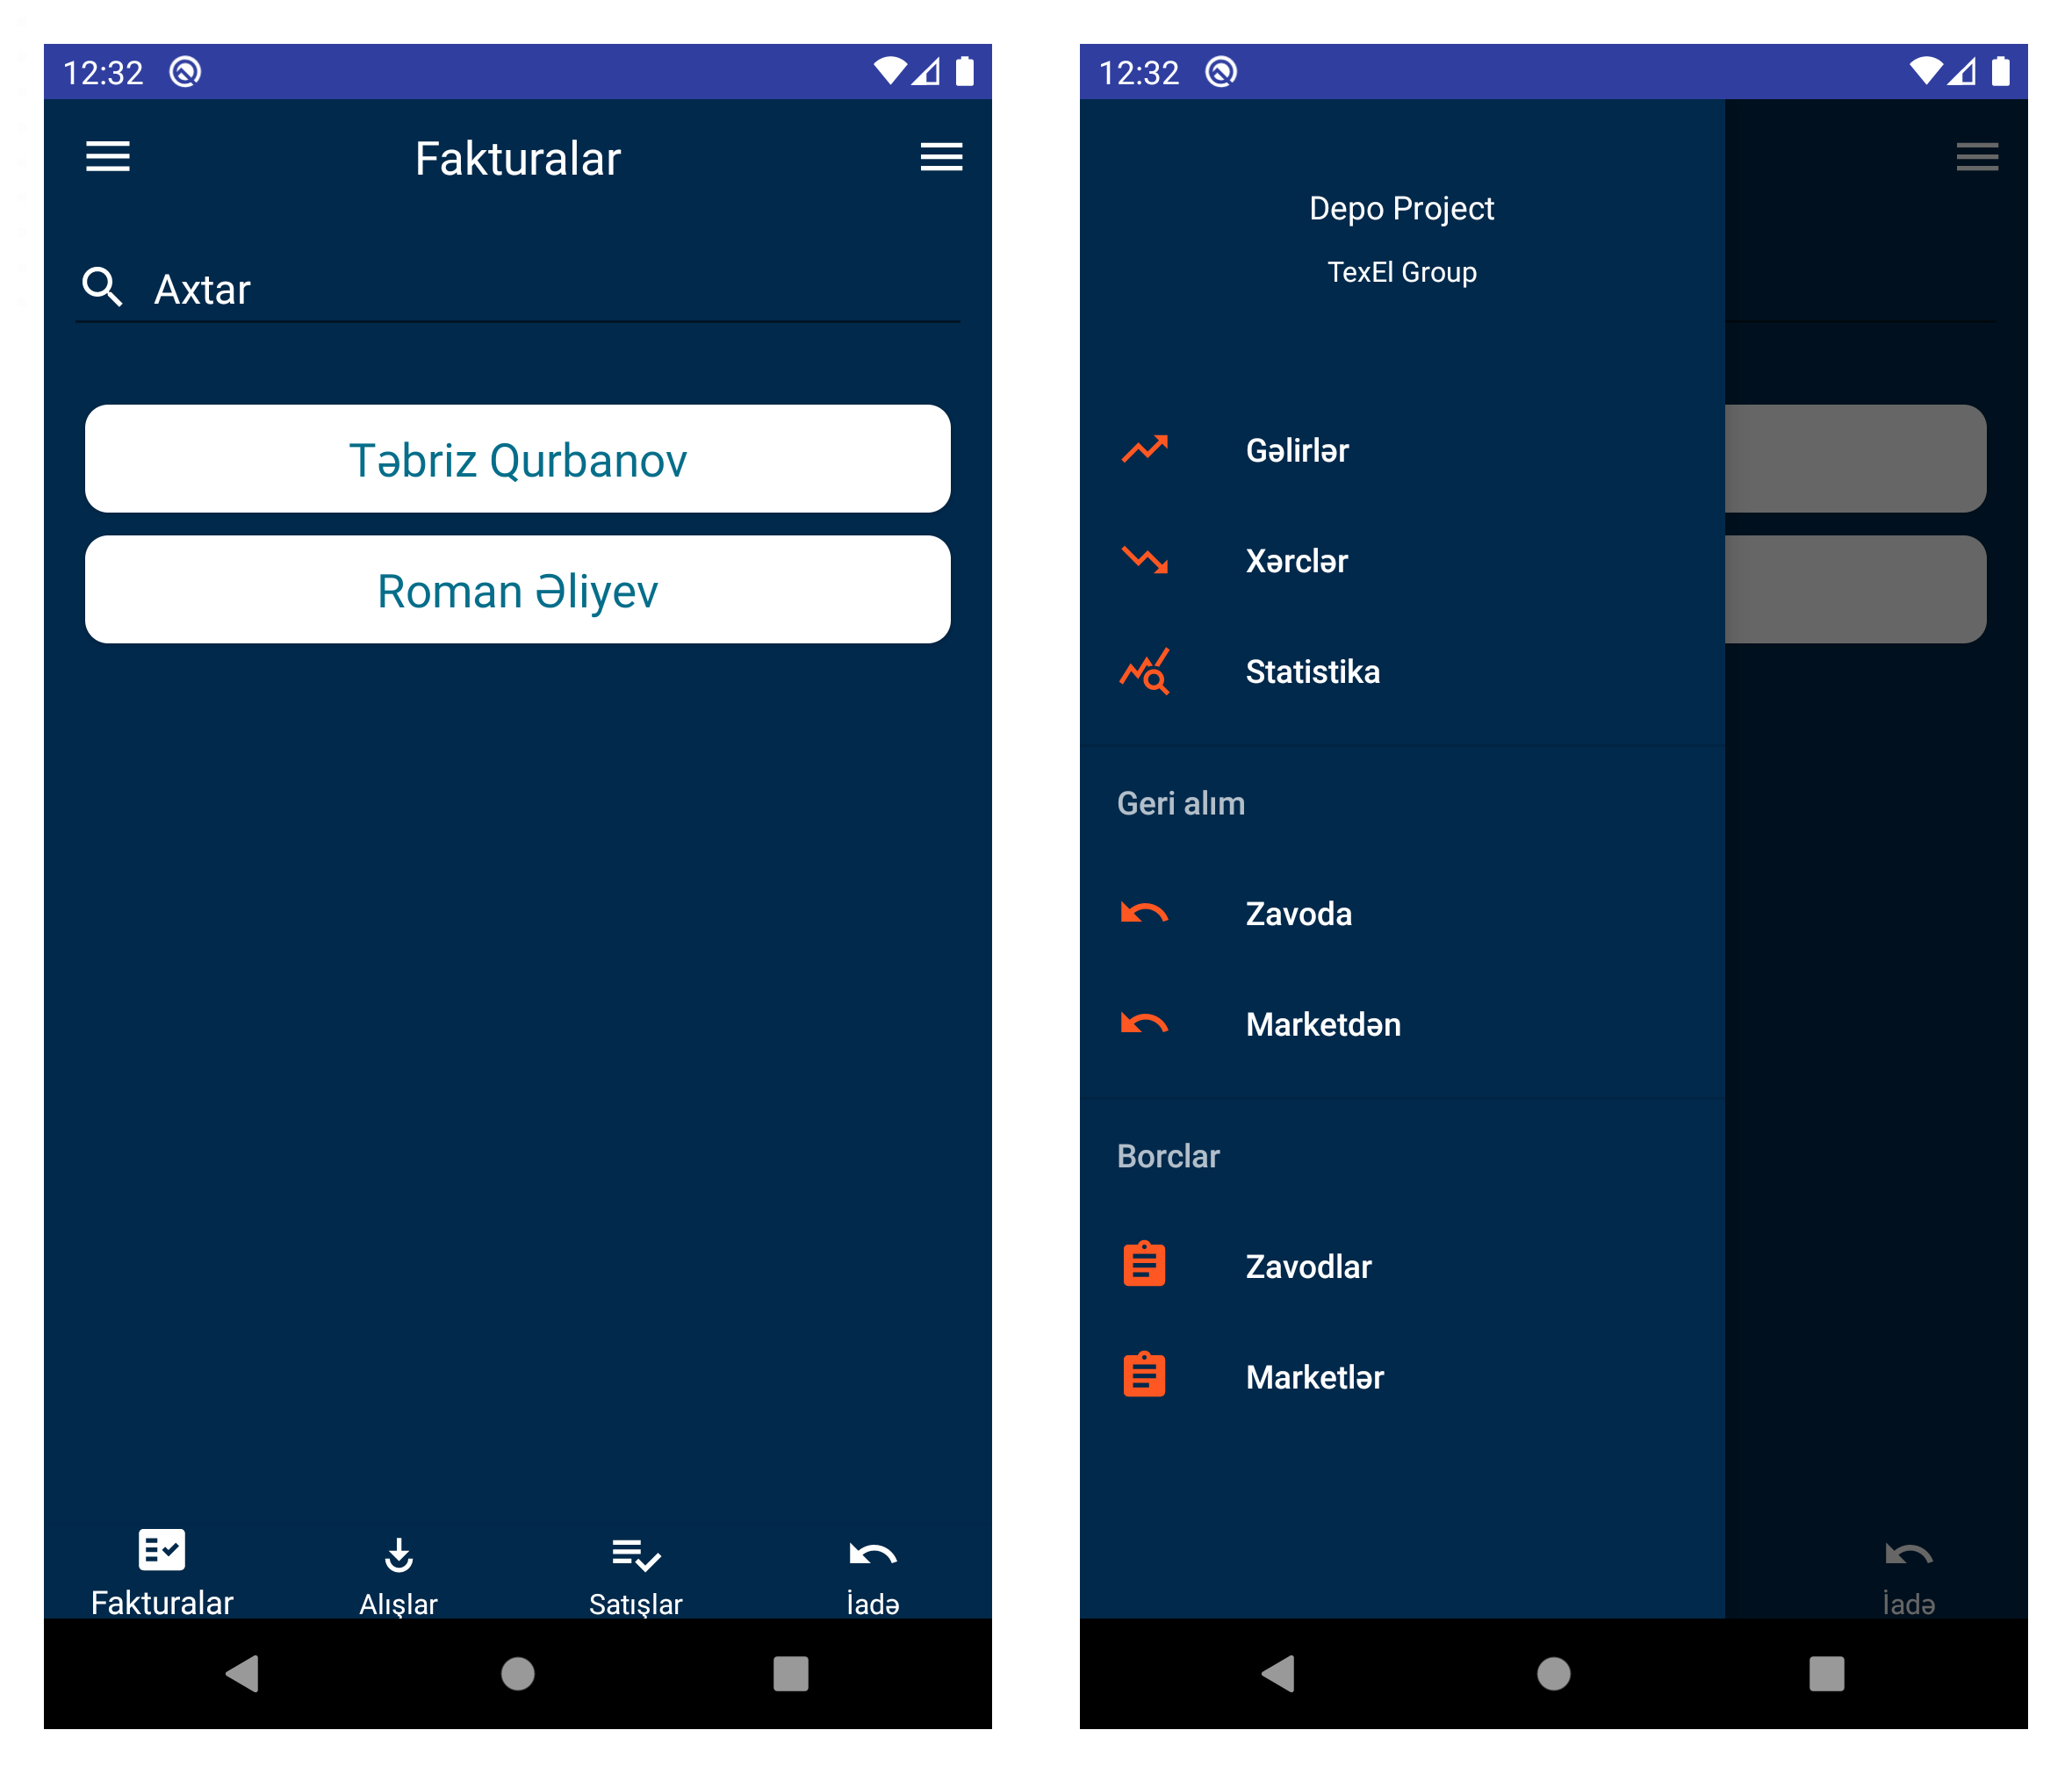 12:32
Fakturalar
Axtar
Təbriz Qurbanov
Roman Əliyev
Fakturalar
Alışlar
Satışlar
İadə
12:32
Depo Project
TexEl Group
Gəlirlər
Xərclər
Statistika
Geri alım
Zavoda
Marketdən
Borclar
Zavodlar
Marketlər
İadə